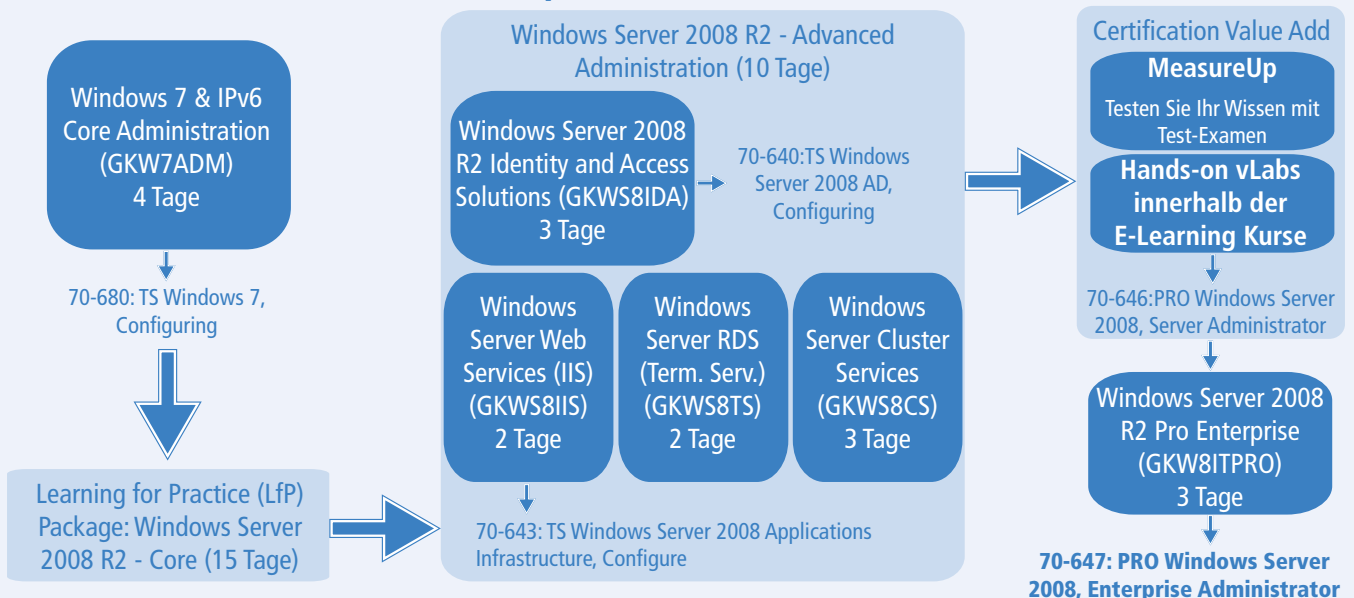 Windows 7 & IPv6
Core Administration
(GKW7ADM)
4 Tage
70-680: TS Windows 7,
Configuring
Learning for Practice (LfP)
Package: Windows Server
2008 R2 - Core (15 Tage)
Windows Server 2008 R2 - Advanced
Administration (10 Tage)
Windows Server 2008
R2 Identity and Access
Solutions (GKWS8IDA)
3 Tage
70-640:TS Windows
Server 2008 AD,
Configuring
Windows
Server Web
Services (IIS)
(GKWS8IIS)
2 Tage
Windows
Server RDS
(Term. Serv.)
(GKWS8TS)
2 Tage
Windows
Server Cluster
Services
(GKWS8CS)
3 Tage
70-643: TS Windows Server 2008 Applications
Infrastructure, Configure
Certification Value Add
MeasureUp
Testen Sie Ihr Wissen mit
Test-Examen
Hands-on vLabs
innerhalb der
E-Learning Kurse
70-646:PRO Windows Server
2008, Server Administrator
Windows Server 2008
R2 Pro Enterprise
(GKW8ITPRO)
3 Tage
70-647: PRO Windows Server
2008, Enterprise Administrator